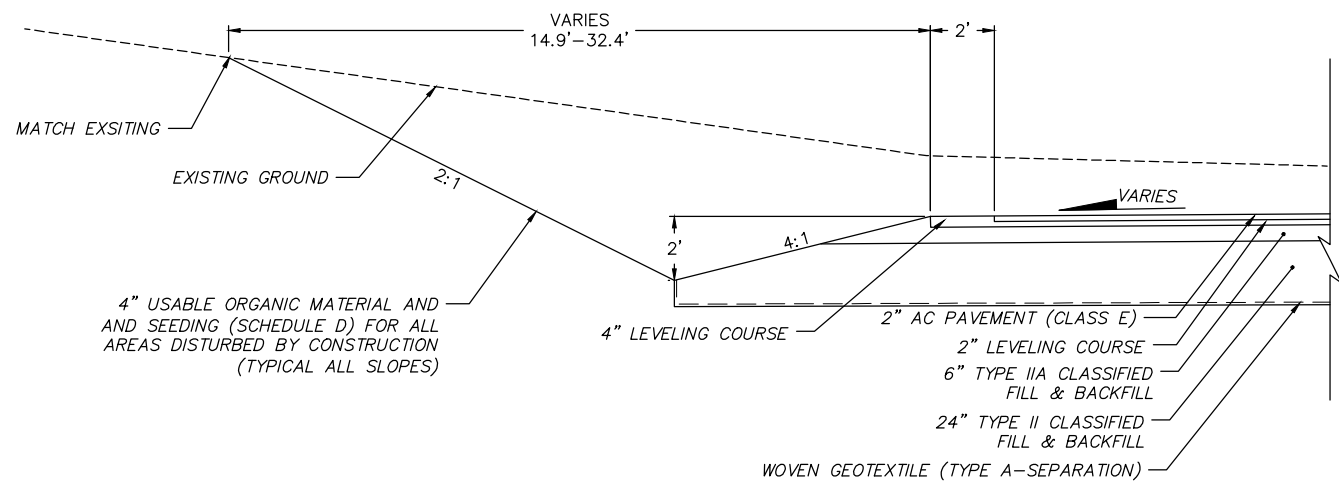 VARIES
14.9'-32.4'
2'
MATCH EXSITING
EXISTING GROUND
2:1
VARIES
2'
4:1
4" USABLE ORGANIC MATERIAL AND
AND SEEDING (SCHEDULE D) FOR ALL
AREAS DISTURBED BY CONSTRUCTION
(TYPICAL ALL SLOPES)
4" LEVELING COURSE
2" AC PAVEMENT (CLASS E)
2" LEVELING COURSE
6" TYPE IIA CLASSIFIED
FILL & BACKFILL
24" TYPE II CLASSIFIED
FILL & BACKFILL
WOVEN GEOTEXTILE (TYPE A-SEPARATION)